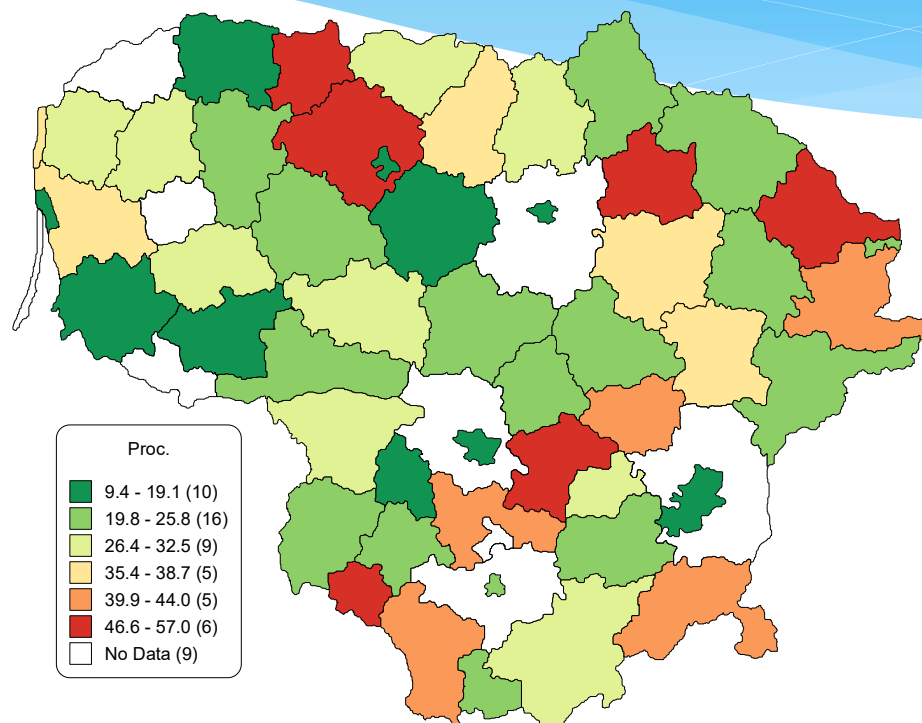 Proc.
9.4 - 19.1 (10)
19.8 - 25.8 (16)
26.4 - 32.5 (9)
35.4 - 38.7 (5)
39.9 - 44.0 (5)
46.6 - 57.0 (6)
No Data (9)